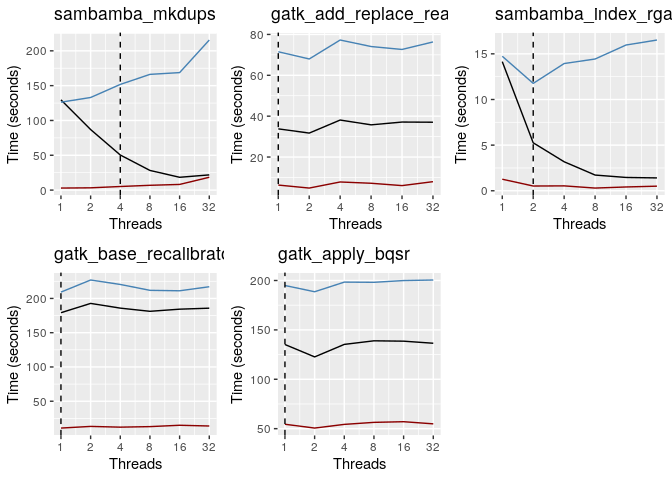 sambamba_mkdups
gatk_add_replace_rea
sambamba_index_rga
Time (seconds)
200
150
100
50
0
1 2 4 8 16 32
Threads
Time (seconds)
80
60
40
20
1 2 4 8 16 32
Threads
Time (seconds)
15
10
5
0
1 2 4 8 16 32
Threads
gatk_base_recalibrato
gatk_apply_bqsr
Time (seconds)
200
150
100
50
1 2 4 8 16 32
Threads
Time (seconds)
200
150
100
50
1 2 4 8 16 32
Threads